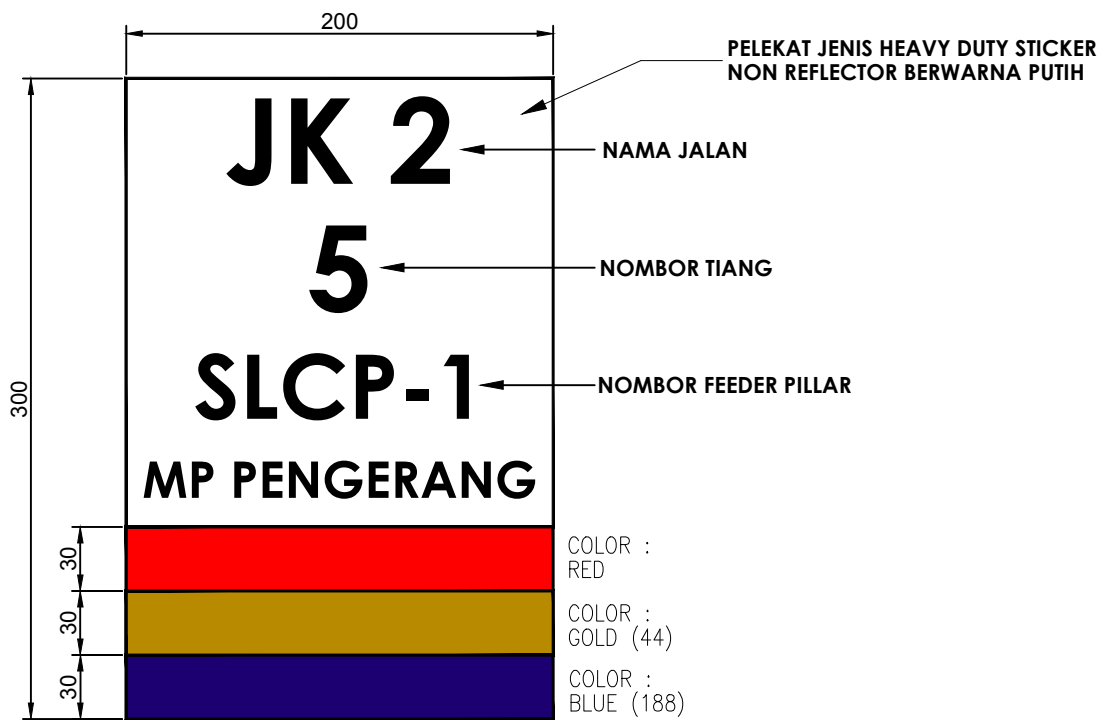 200
PELEKAT JENIS HEAVY DUTY STICKER
NON REFLECTOR BERWARNA PUTIH
JK 2
NAMA JALAN
5
NOMBOR TIANG
300
SLCP-1
NOMBOR FEEDER PILLAR
MP PENGERANG
30
COLOR :
RED
30
COLOR :
GOLD (44)
30
COLOR :
BLUE (188)